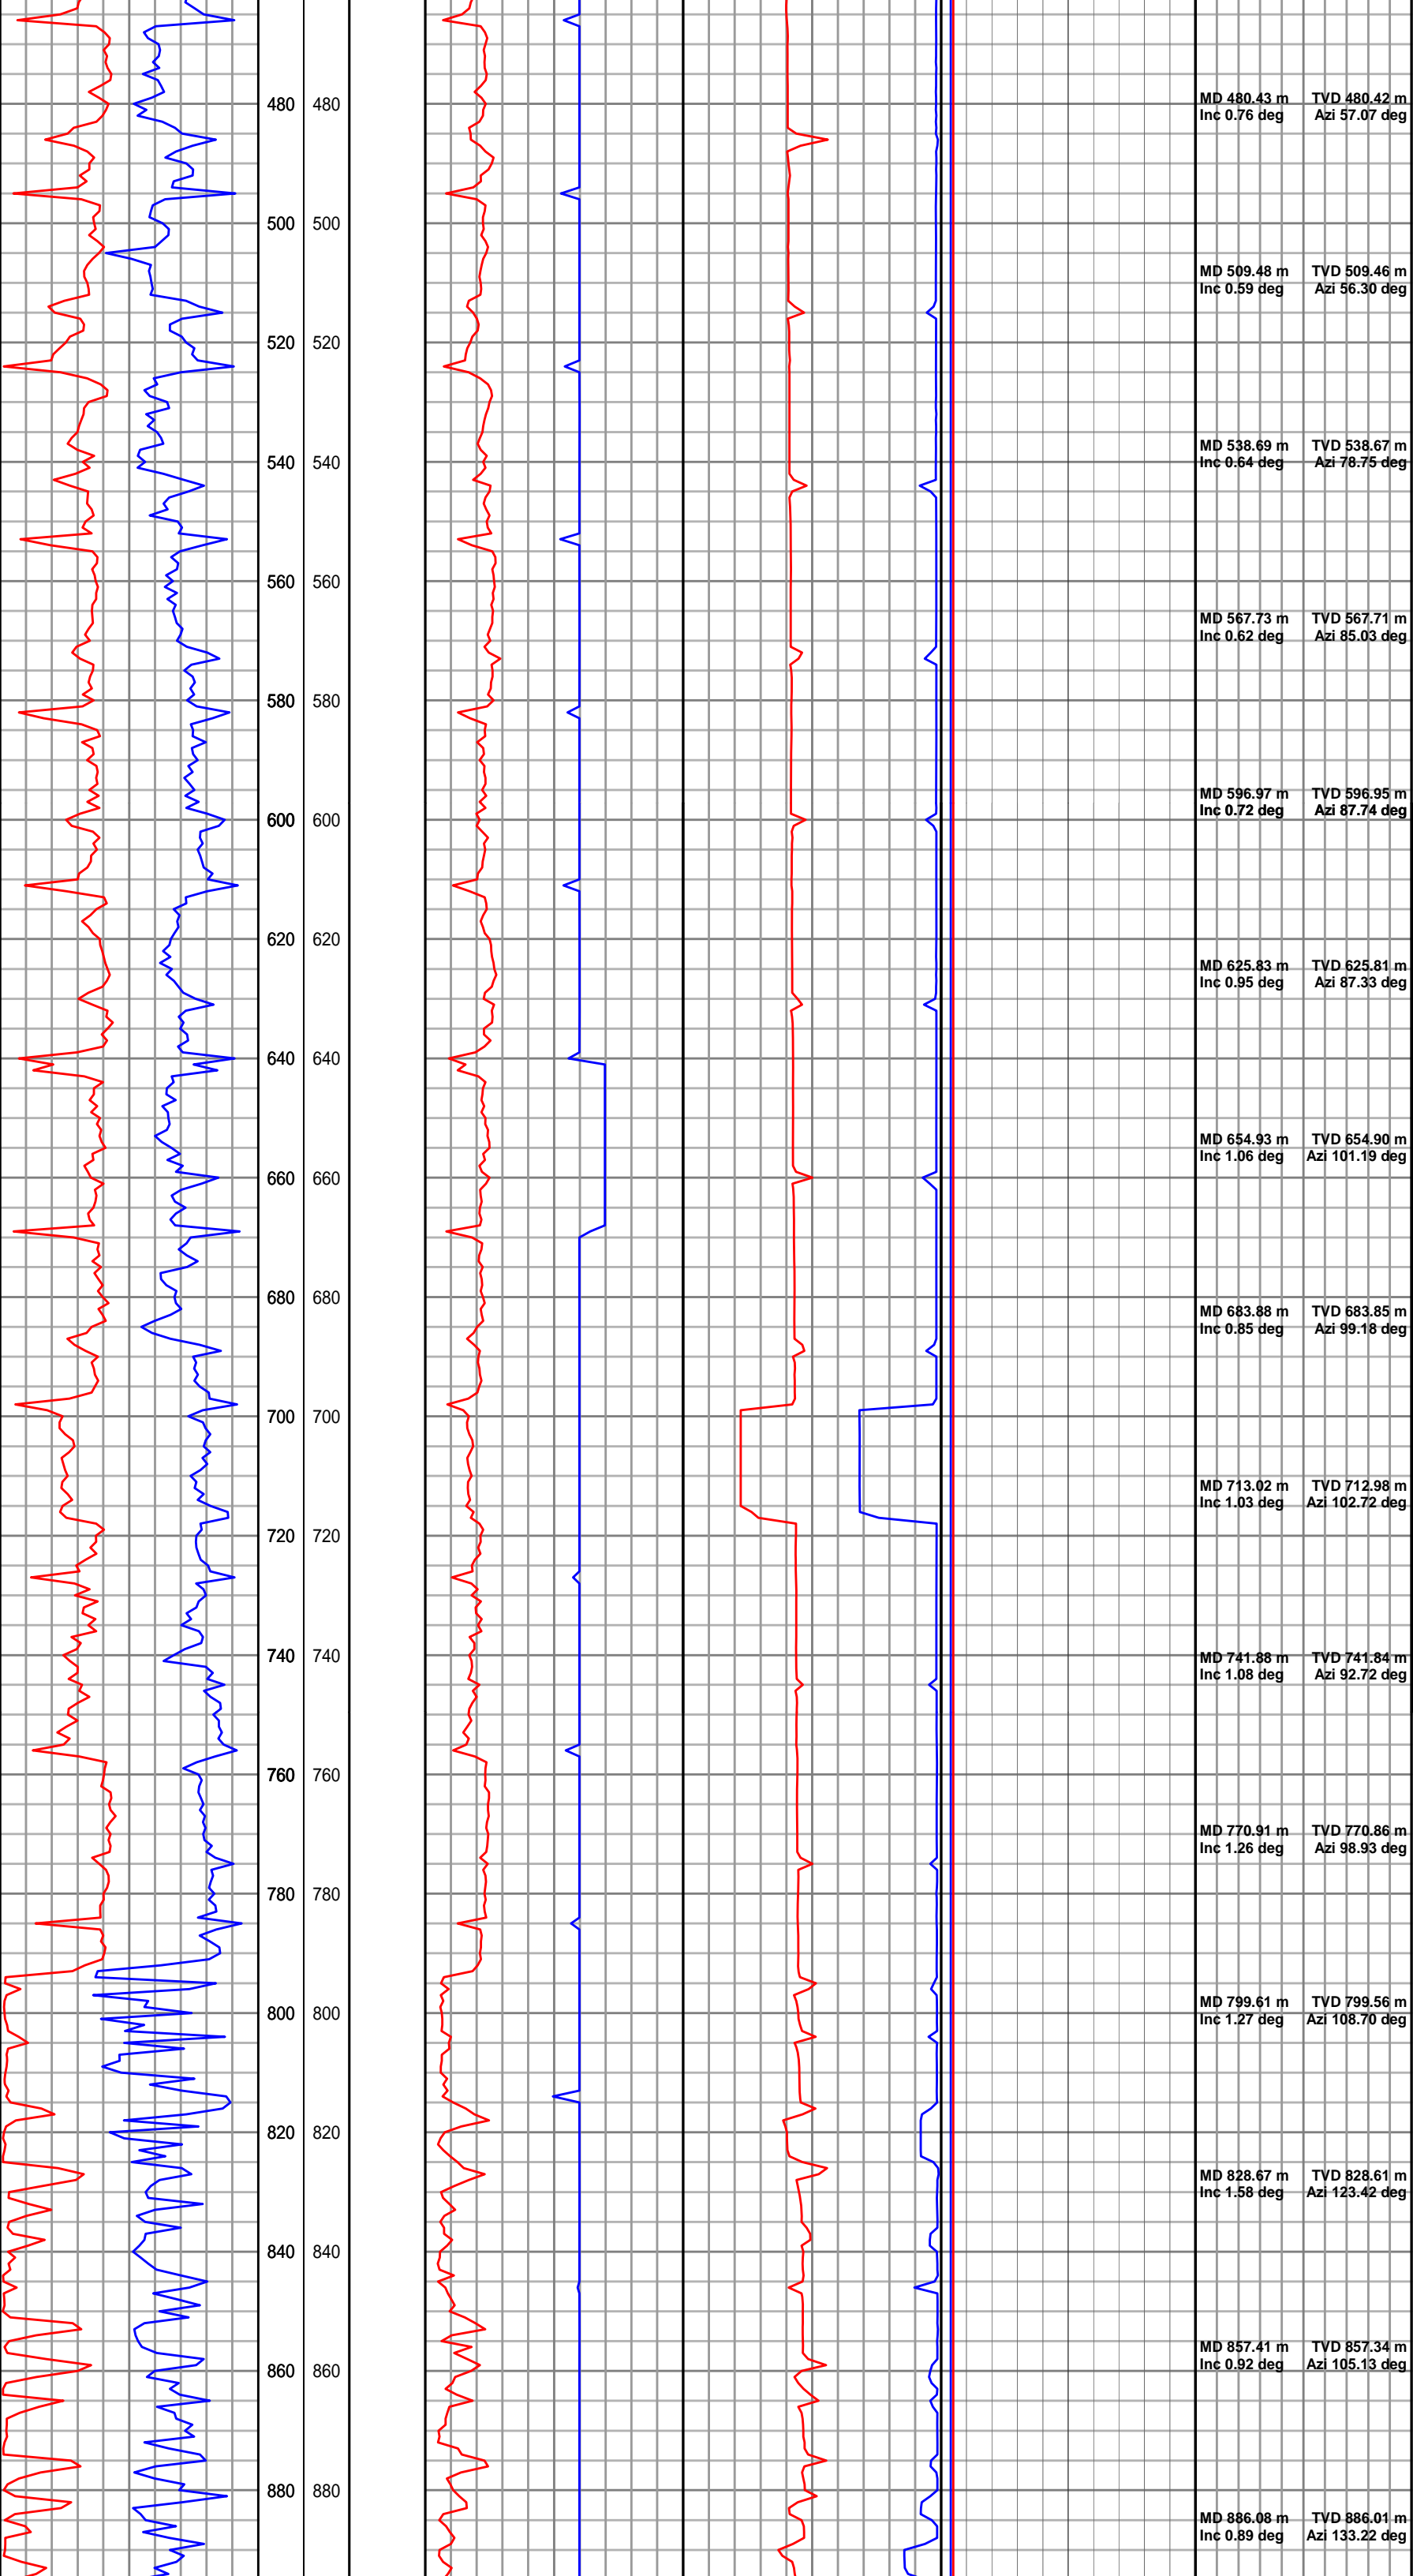 480 480 MD 480.43 m TVD 480.42 m
Inc 0.76 deg Azi 57.07 deg
500 500
MD 509.48 m TVD 509.46 m
Inc 0.59 deg Azi 56.30 deg
520 520
MD 538.69 m TVD 538.67 m
540 540 Inc 0.64 deg Azi 78.75 deg
560 560
MD 567.73 m TVD 567.71 m
Inc 0.62 deg Azi 85.03 deg
580 580
MD 596.97 m TVD 596.95 m
600 600 Inc 0.72 deg Azi 87.74 deg
620 620
MD 625.83 m TVD 625.81 m
Inc 0.95 deg Azi 87.33 deg
640 640
MD 654.93 m TVD 654.90 m
Inc 1.06 deg Azi 101.19 deg
660 660
680 680
MD 683.88 m TVD 683.85 m
Inc 0.85 deg Azi 99.18 deg
700 700
MD 713.02 m TVD 712.98 m
Inc 1.03 deg Azi 102.72 deg
720 720
740 740 MD 741.88 m TVD 741.84 m
Inc 1.08 deg Azi 92.72 deg
760 760
MD 770.91 m TVD 770.86 m
Inc 1.26 deg Azi 98.93 deg
780 780
MD 799.61 m TVD 799.56 m
800 800 Inc 1.27 deg Azi 108.70 deg
820 820
MD 828.67 m TVD 828.61 m
Inc 1.58 deg Azi 123.42 deg
840 840
MD 857.41 m TVD 857.34 m
860 860 Inc 0.92 deg Azi 105.13 deg
880 880
MD 886.08 m TVD 886.01 m
Inc 0.89 deg Azi 133.22 deg